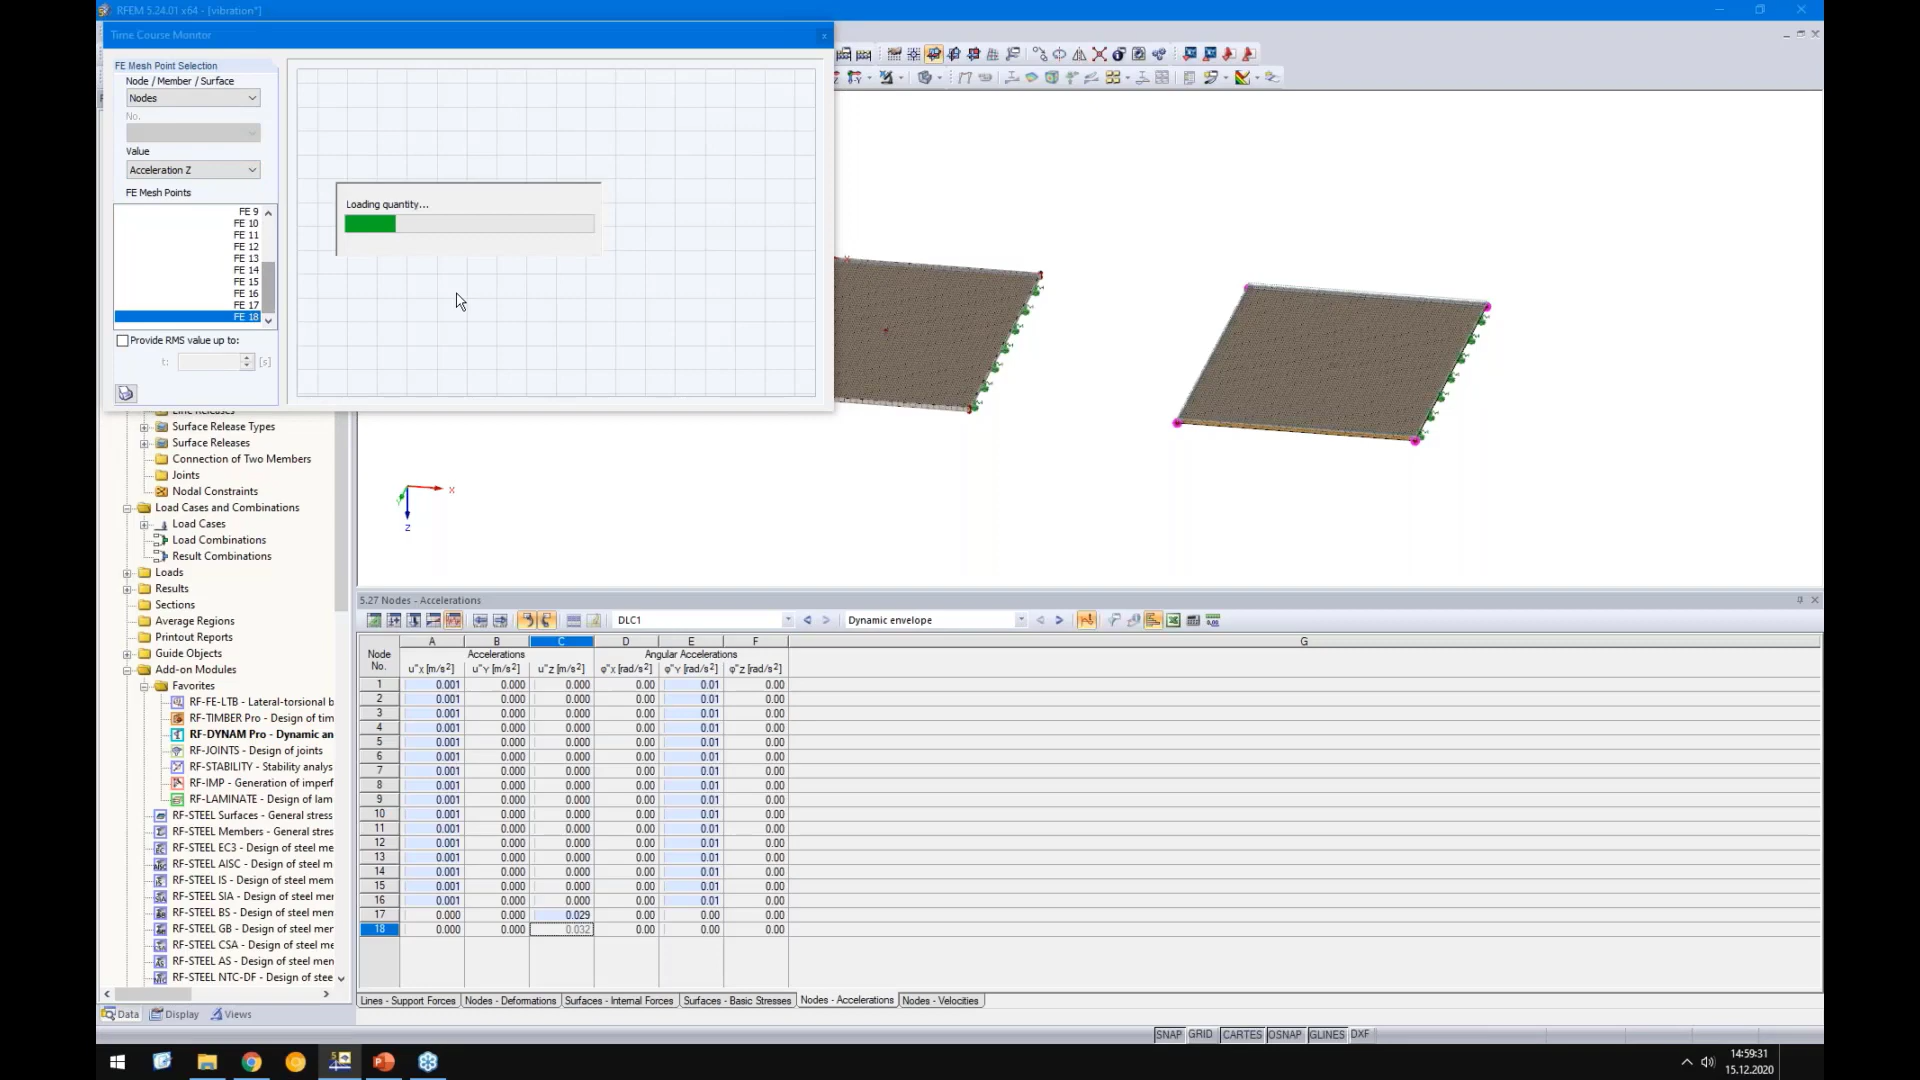 RFEM 5.24.01 x64 - [vibration*]
Time Course Monitor
x
FE Mesh Point Selection
Node / Member / Surface
Nodes
No.
Value
Acceleration Z
FE Mesh Points
FE 9
FE 10
FE 11
FE 12
FE 13
FE 14
FE 15
FE 16
FE 17
FE 18
Provide RMS value up to:
t:
[s]
Loading quantity...
X
Z
Surface Release Types
Surface Releases
Connection of Two Members
Joints
Nodal Constraints
Load Cases and Combinations
Load Cases
Load Combinations
Result Combinations
Loads
Results
Sections
Average Regions
Printout Reports
Guide Objects
Add-on Modules
Favorites
RF-FE-LTB - Lateral-torsional b
RF-TIMBER Pro - Design of tim
RF-DYNAM Pro - Dynamic an
RF-JOINTS - Design of joints
RF-STABILITY - Stability analys
RF-IMP - Generation of imperf
RF-LAMINATE - Design of lam
RF-STEEL Surfaces - General stress
RF-STEEL Members - General stres
RF-STEEL EC3 - Design of steel me
RF-STEEL AISC - Design of steel m
RF-STEEL IS - Design of steel mem
RF-STEEL SIA - Design of steel mer
RF-STEEL BS - Design of steel men
RF-STEEL GB - Design of steel mer
RF-STEEL CSA - Design of steel me
RF-STEEL AS - Design of steel mer
RF-STEEL NTC-DF - Design of stee
Data
Display
Views
5.27 Nodes - Accelerations
DLC1
Dynamic envelope
A B C D E F G
Node Accelerations Angular Accelerations
No. u"X [m/s²] u"Y [m/s²] u"Z [m/s²] φ"X [rad/s²] φ"Y [rad/s²] φ"Z [rad/s²]
1 0.001 0.000 0.000 0.00 0.01 0.00
2 0.001 0.000 0.000 0.00 0.01 0.00
3 0.001 0.000 0.000 0.00 0.01 0.00
4 0.001 0.000 0.000 0.00 0.01 0.00
5 0.001 0.000 0.000 0.00 0.01 0.00
6 0.001 0.000 0.000 0.00 0.01 0.00
7 0.001 0.000 0.000 0.00 0.01 0.00
8 0.001 0.000 0.000 0.00 0.01 0.00
9 0.001 0.000 0.000 0.00 0.01 0.00
10 0.001 0.000 0.000 0.00 0.01 0.00
11 0.001 0.000 0.000 0.00 0.01 0.00
12 0.001 0.000 0.000 0.00 0.01 0.00
13 0.001 0.000 0.000 0.00 0.01 0.00
14 0.001 0.000 0.000 0.00 0.01 0.00
15 0.001 0.000 0.000 0.00 0.01 0.00
16 0.001 0.000 0.000 0.00 0.01 0.00
17 0.000 0.000 0.029 0.00 0.00 0.00
18 0.000 0.000 0.032 0.00 0.00 0.00
Lines - Support Forces
Nodes - Deformations
Surfaces - Internal Forces
Surfaces - Basic Stresses
Nodes - Accelerations
Nodes - Velocities
SNAP GRID CARTES OSNAP GLINES DXF
14:59:31
15.12.2020